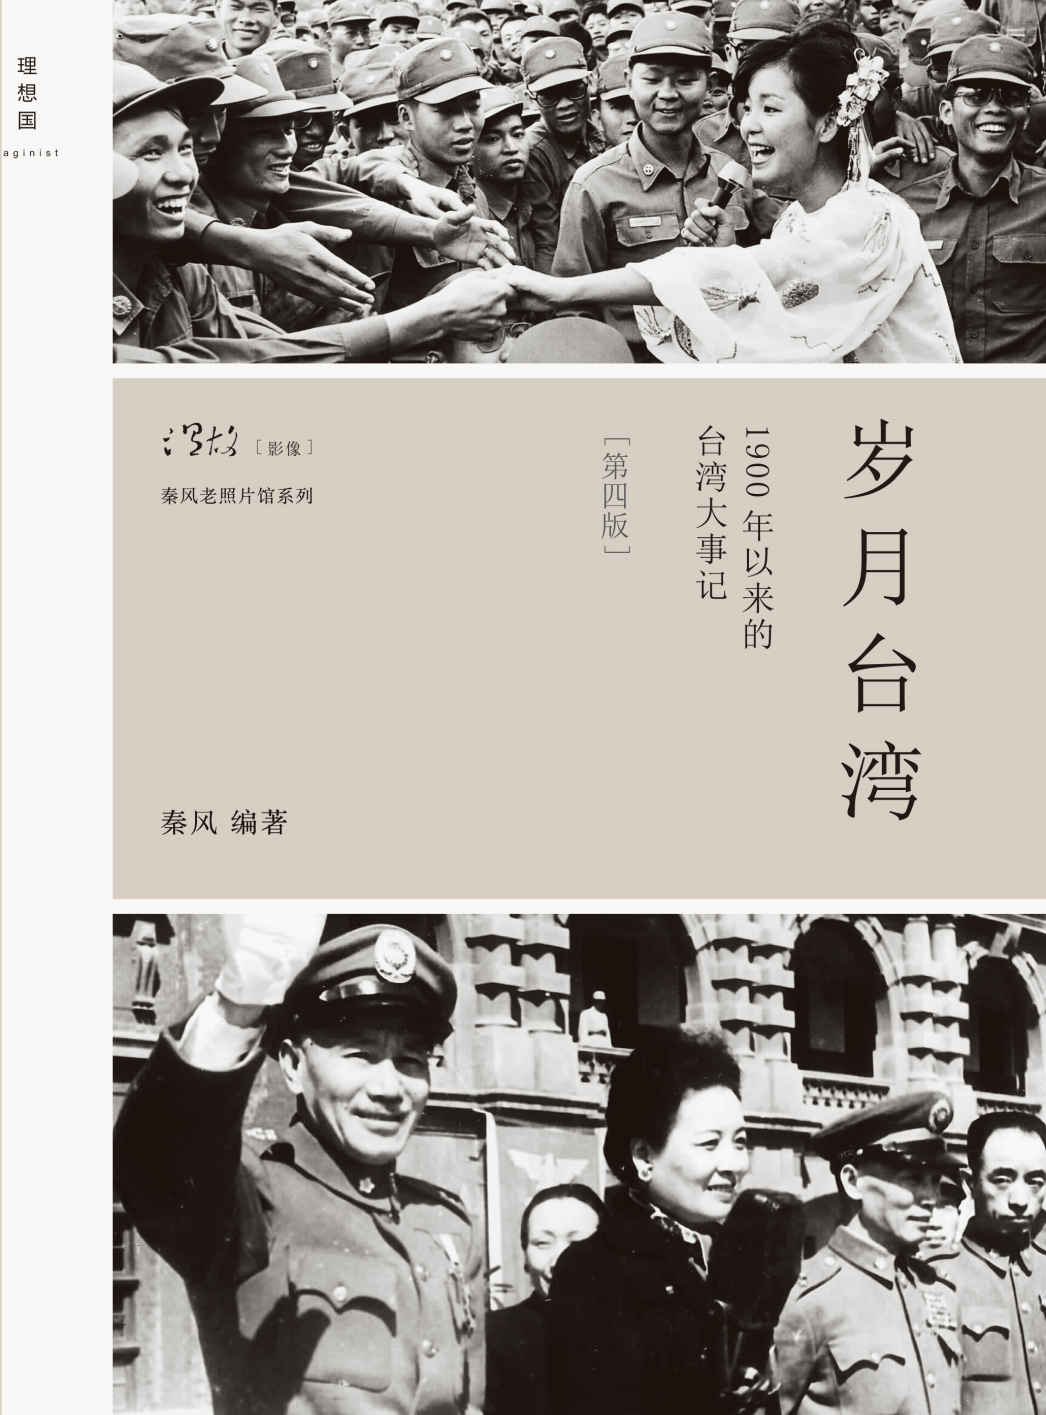 理想国
aginist
岁月台湾
1900年以来的
台湾大事记
[第四版]
温故 [影像]
秦风老照片馆系列
秦风 编著